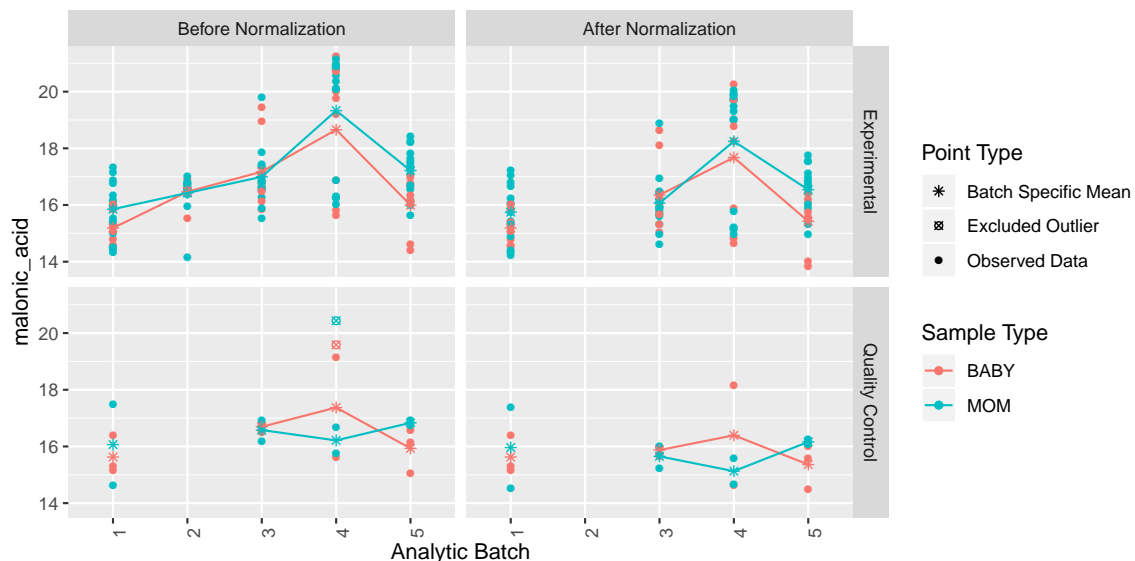 Before Normalization
After Normalization
20
18
16
14
Experimental
20
18
16
14
Quality Control
malonic_acid
1
2
3
4
5
1
2
3
4
5
Analytic Batch
Point Type
Batch Specific Mean
Excluded Outlier
Observed Data
Sample Type
BABY
MOM